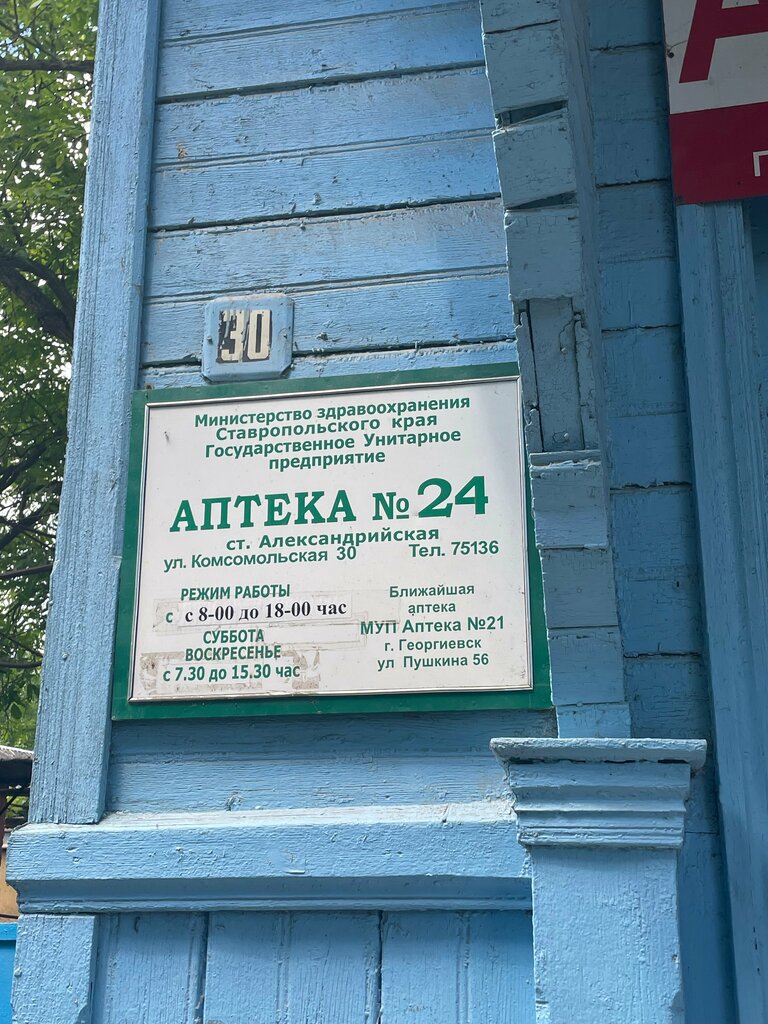 А
30
Министерство здравоохранения
Ставропольского края
Государственное Унитарное
предприятие
АПТЕКА № 24
ст. Александрийская
ул. Комсомольская 30 Тел. 75136
РЕЖИМ РАБОТЫ
с с 8-00 до 18-00 час
СУББОТА
ВОСКРЕСЕНЬЕ
с 7.30 до 15.30 час
Ближайшая
аптека
МУП Аптека №21
г. Георгиевск
ул Пушкина 56